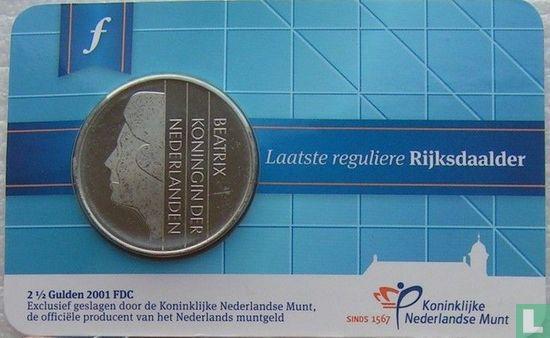 f
BEATRIX
KONINGIN DER
NEDERLANDEN
Laatste reguliere Rijksdaalder
2 ½ Gulden 2001 FDC
Exclusief geslagen door de Koninklijke Nederlandse Munt,
de officiële producent van het Nederlands muntgeld
SINDS 1567
Koninklijke
Nederlandse Munt
L